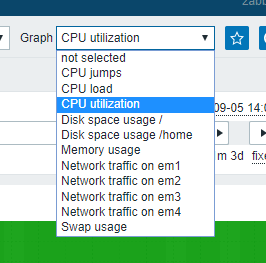 Graph CPU utilization
not selected
CPU jumps
CPU load
CPU utilization
09-05 14:0
Disk space usage /
Disk space usage /home
Memory usage
m 3d fixe
Network traffic on em1
Network traffic on em2
Network traffic on em3
Network traffic on em4
Swap usage